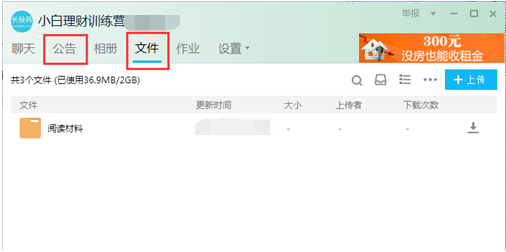 长投网
小白理财训练营
举报
聊天 公告 相册 文件 作业 设置
300元
没房也能收租金
共3个文件 (已使用36.9MB/2GB)
上传
文件 更新时间 大小 上传者 下载次数
阅读材料 - - -